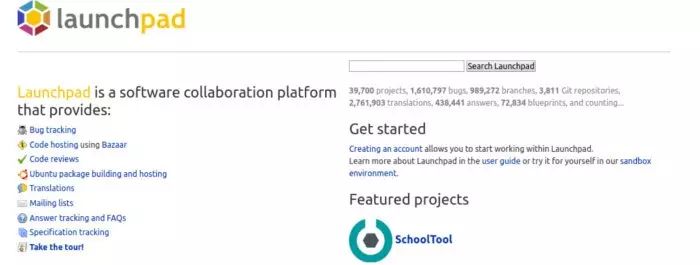 launchpad
Search Launchpad
Launchpad is a software collaboration platform
that provides:
Bug tracking
Code hosting using Bazaar
Code reviews
Ubuntu package building and hosting
Translations
Mailing lists
Answer tracking and FAQs
Specification tracking
Take the tour!
39,700 projects, 1,610,797 bugs, 989,272 branches, 3,811 Git repositories,
2,761,903 translations, 436,441 answers, 72,834 blueprints, and counting...
Get started
Creating an account allows you to start working within Launchpad.
Learn more about Launchpad in the user guide or try it for yourself in our sandbox
environment.
Featured projects
SchoolTool